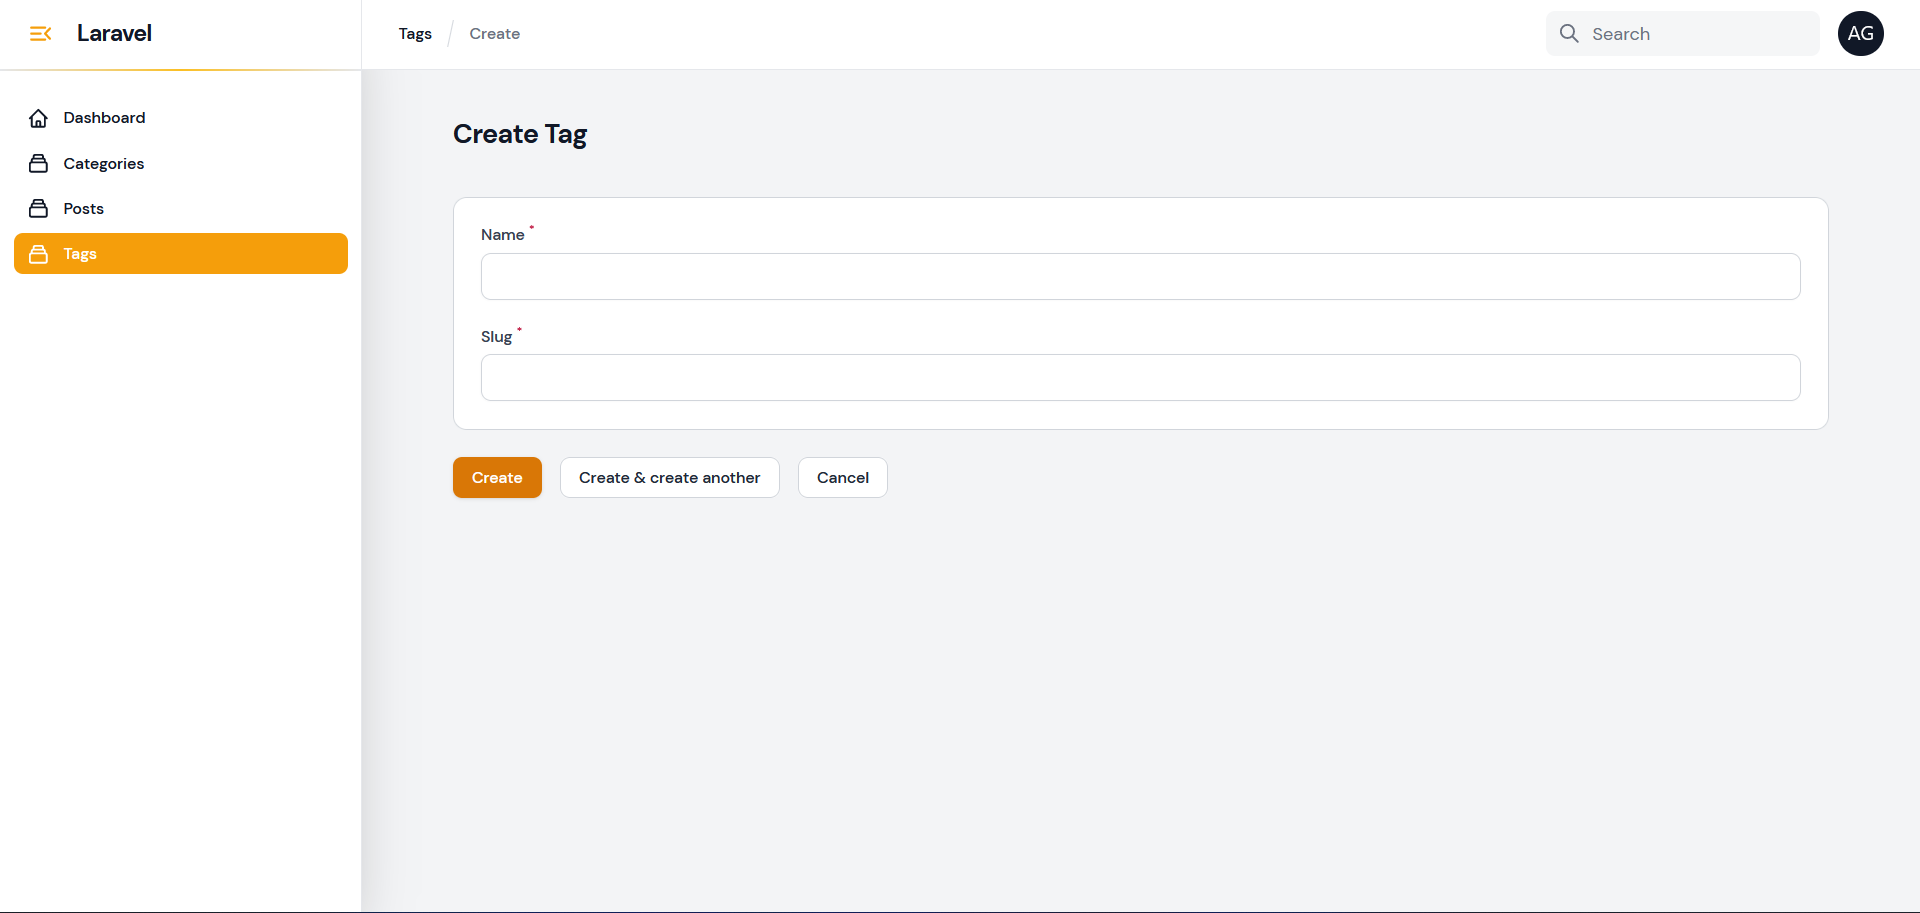 Laravel
Tags / Create
Search
AG
Dashboard
Categories
Posts
Tags
Create Tag
Name *
Slug *
Create
Create & create another
Cancel